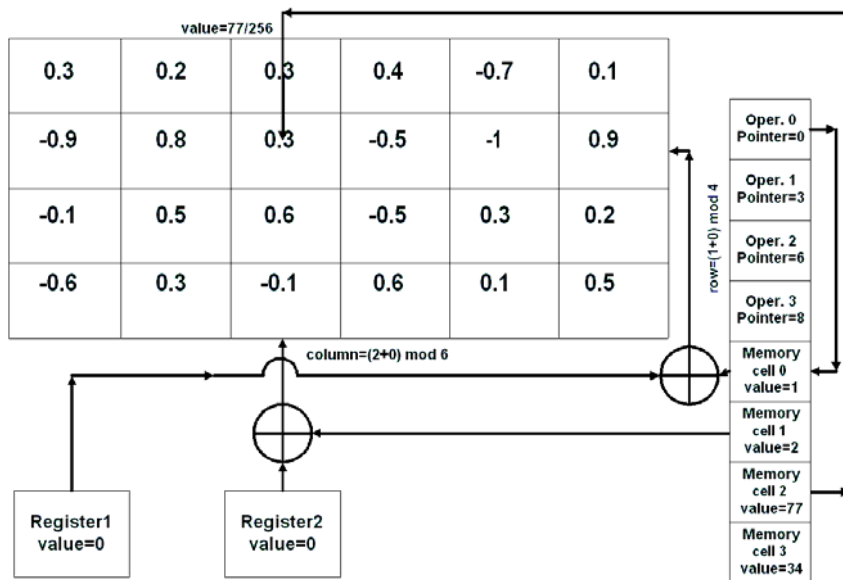 value=77/256
0.3 0.2 0.3 0.4 -0.7 0.1
-0.9 0.8 0.3 -0.5 -1 0.9
-0.1 0.5 0.6 -0.5 0.3 0.2
-0.6 0.3 -0.1 0.6 0.1 0.5
column=(2+0) mod 6
row=(1+0) mod 4
Oper. 0
Pointer=0
Oper. 1
Pointer=3
Oper. 2
Pointer=6
Oper. 3
Pointer=8
Memory
cell 0
value=1
Memory
cell 1
value=2
Memory
cell 2
value=77
Memory
cell 3
value=34
Register1
value=0
Register2
value=0